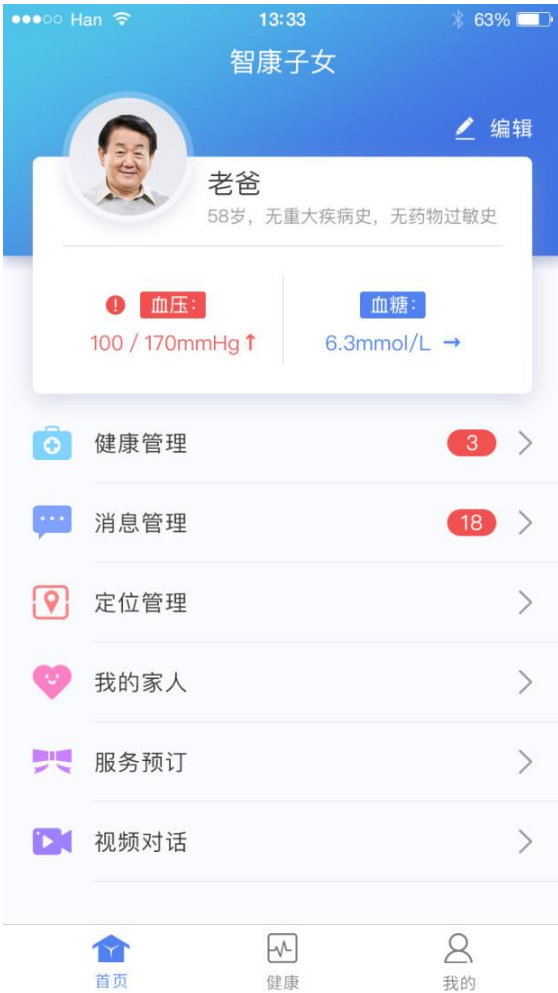 ●●●○○ Han 13:33 63%
智康子女
编辑
老爸
58岁，无重大疾病史，无药物过敏史
血压： 血糖：
100 / 170mmHg↑ 6.3mmol/L →
健康管理 3
消息管理 18
定位管理
我的家人
服务预订
视频对话
首页 健康 我的